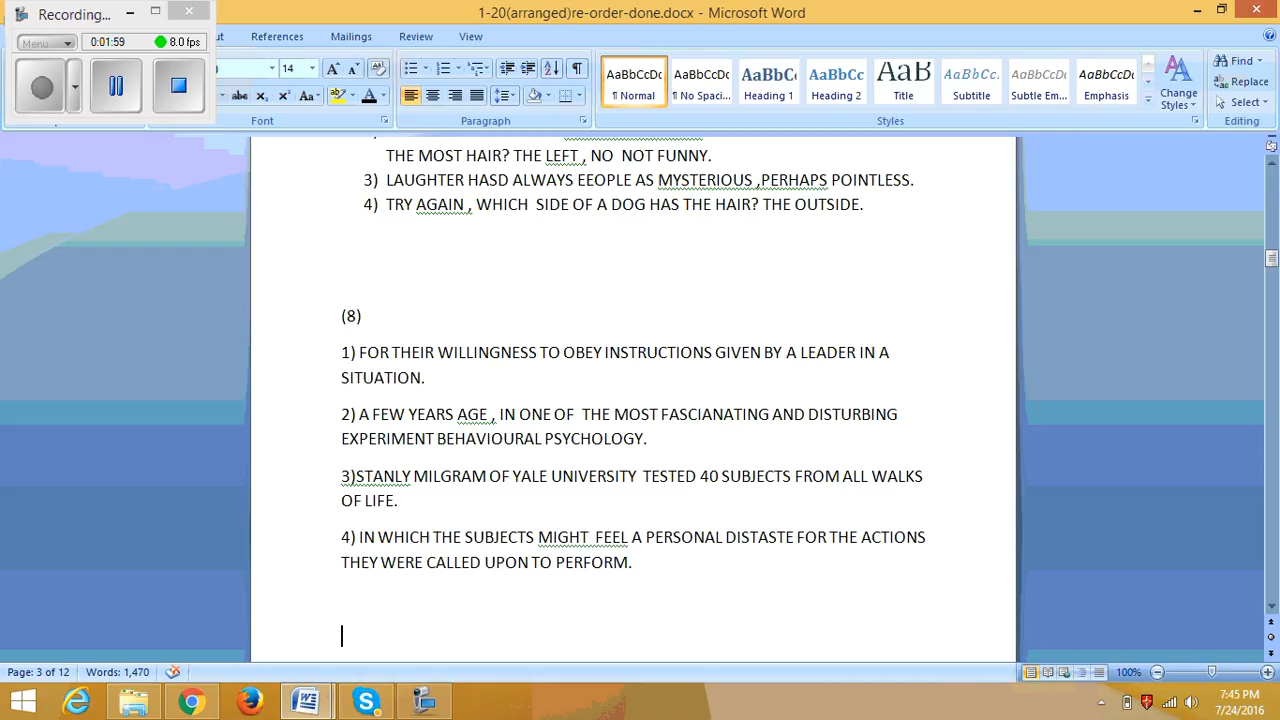 Recording...
1-20(arranged)re-order-done.docx - Microsoft Word
Menu 0:01:59 8.0 fps
References Mailings Review View
14 A A Aa
abc X₂ X² Aa A
AaBbCcDc AaBbCcDc AaBbCc AaBbCc AaB AaBbCc. AaBbCcDc AaBbCcDc
¶ Normal ¶ No Spaci... Heading 1 Heading 2 Title Subtitle Subtle Em... Emphasis
Change Styles
Find
Replace
Select
Font Paragraph Styles Editing
THE MOST HAIR? THE LEFT , NO NOT FUNNY.
3) LAUGHTER HASD ALWAYS EEOPLE AS MYSTERIOUS ,PERHAPS POINTLESS.
4) TRY AGAIN , WHICH SIDE OF A DOG HAS THE HAIR? THE OUTSIDE.
(8)
1) FOR THEIR WILLINGNESS TO OBEY INSTRUCTIONS GIVEN BY A LEADER IN A
SITUATION.
2) A FEW YEARS AGE , IN ONE OF THE MOST FASCIANATING AND DISTURBING
EXPERIMENT BEHAVIOURAL PSYCHOLOGY.
3)STANLY MILGRAM OF YALE UNIVERSITY TESTED 40 SUBJECTS FROM ALL WALKS
OF LIFE.
4) IN WHICH THE SUBJECTS MIGHT FEEL A PERSONAL DISTASTE FOR THE ACTIONS
THEY WERE CALLED UPON TO PERFORM.
Page: 3 of 12 Words: 1,470 100%
7:45 PM
7/24/2016